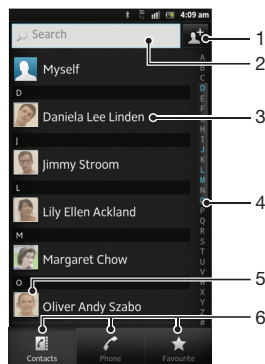 4:09 am
Search
1
2
Myself
D
Daniela Lee Linden
3
J
Jimmy Stroom
L
Lily Ellen Ackland
4
M
Margaret Chow
O
Oliver Andy Szabo
5
6
Contacts
Phone
Favourite
A
B
C
D
E
F
G
H
I
J
K
L
M
N
P
Q
R
S
T
U
V
W
X
Y
Z
#